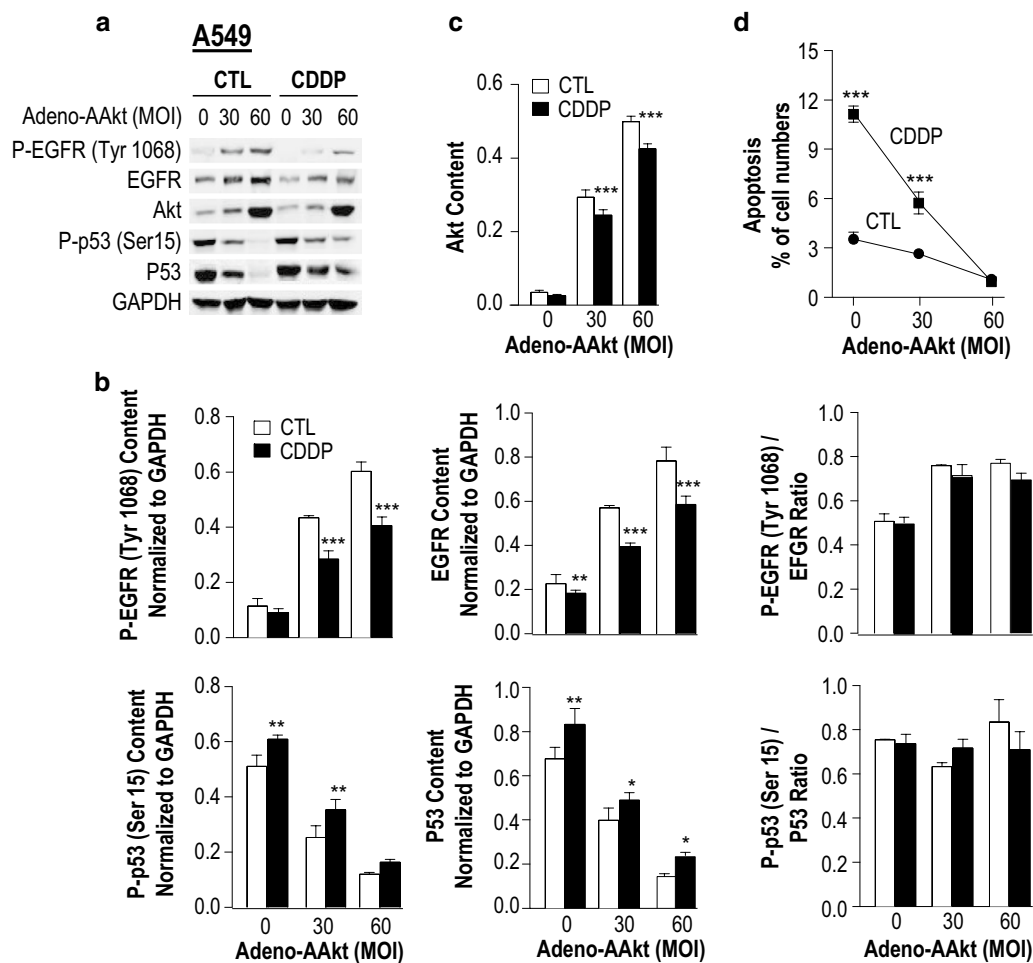 a
A549
CTL CDDP
Adeno-AAkt (MOI) 0 30 60 0 30 60
P-EGFR (Tyr 1068)
EGFR
Akt
P-p53 (Ser15)
P53
GAPDH
c
Akt Content
0.6
0.4
0.2
0.0
CTL
CDDP
***
***
0 30 60
Adeno-AAkt (MOI)
d
Apoptosis
% of cell numbers
15
12
9
6
3
0
***
CDDP
***
CTL
0 30 60
Adeno-AAkt (MOI)
b
P-EGFR (Tyr 1068) Content
Normalized to GAPDH
0.8
0.6
0.4
0.2
0.0
CTL
CDDP
***
***
EGFR Content
Normalized to GAPDH
1.0
0.8
0.6
0.4
0.2
0.0
**
***
***
P-EGFR (Tyr 1068) /
EFGR Ratio
1.0
0.8
0.6
0.4
0.2
0.0
P-p53 (Ser 15) Content
Normalized to GAPDH
0.8
0.6
0.4
0.2
0.0
**
**
0 30 60
Adeno-AAkt (MOI)
P53 Content
Normalized to GAPDH
1.0
0.8
0.6
0.4
0.2
0.0
**
*
*
0 30 60
Adeno-AAkt (MOI)
P-p53 (Ser 15) /
P53 Ratio
1.0
0.8
0.6
0.4
0.2
0.0
0 30 60
Adeno-AAkt (MOI)